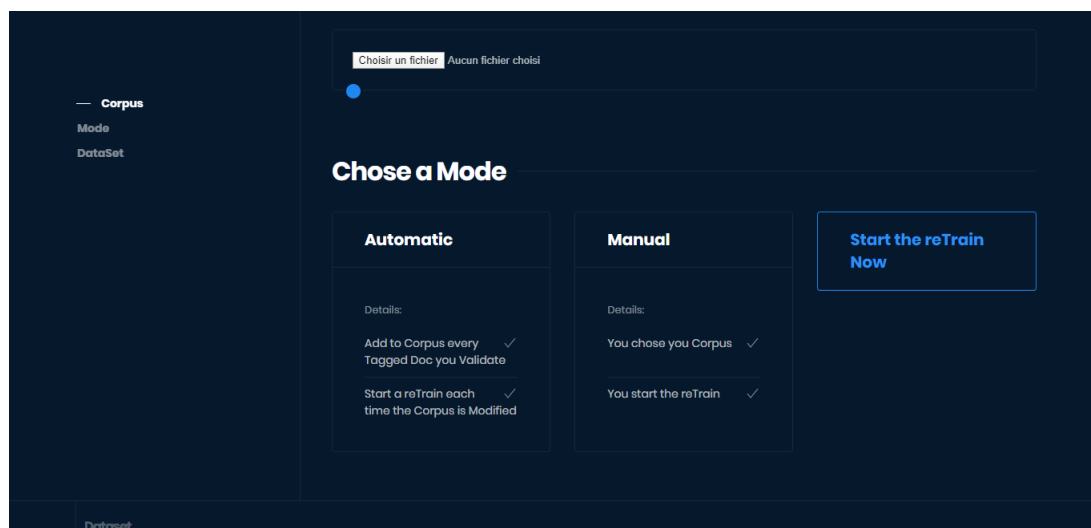 Choisir un fichier Aucun fichier choisi
— Corpus
Mode
DataSet
Chose a Mode
Automatic
Details:
Add to Corpus every
Tagged Doc you Validate
Start a reTrain each
time the Corpus is Modified
Manual
Details:
You chose you Corpus
You start the reTrain
Start the reTrain
Now
Dataset